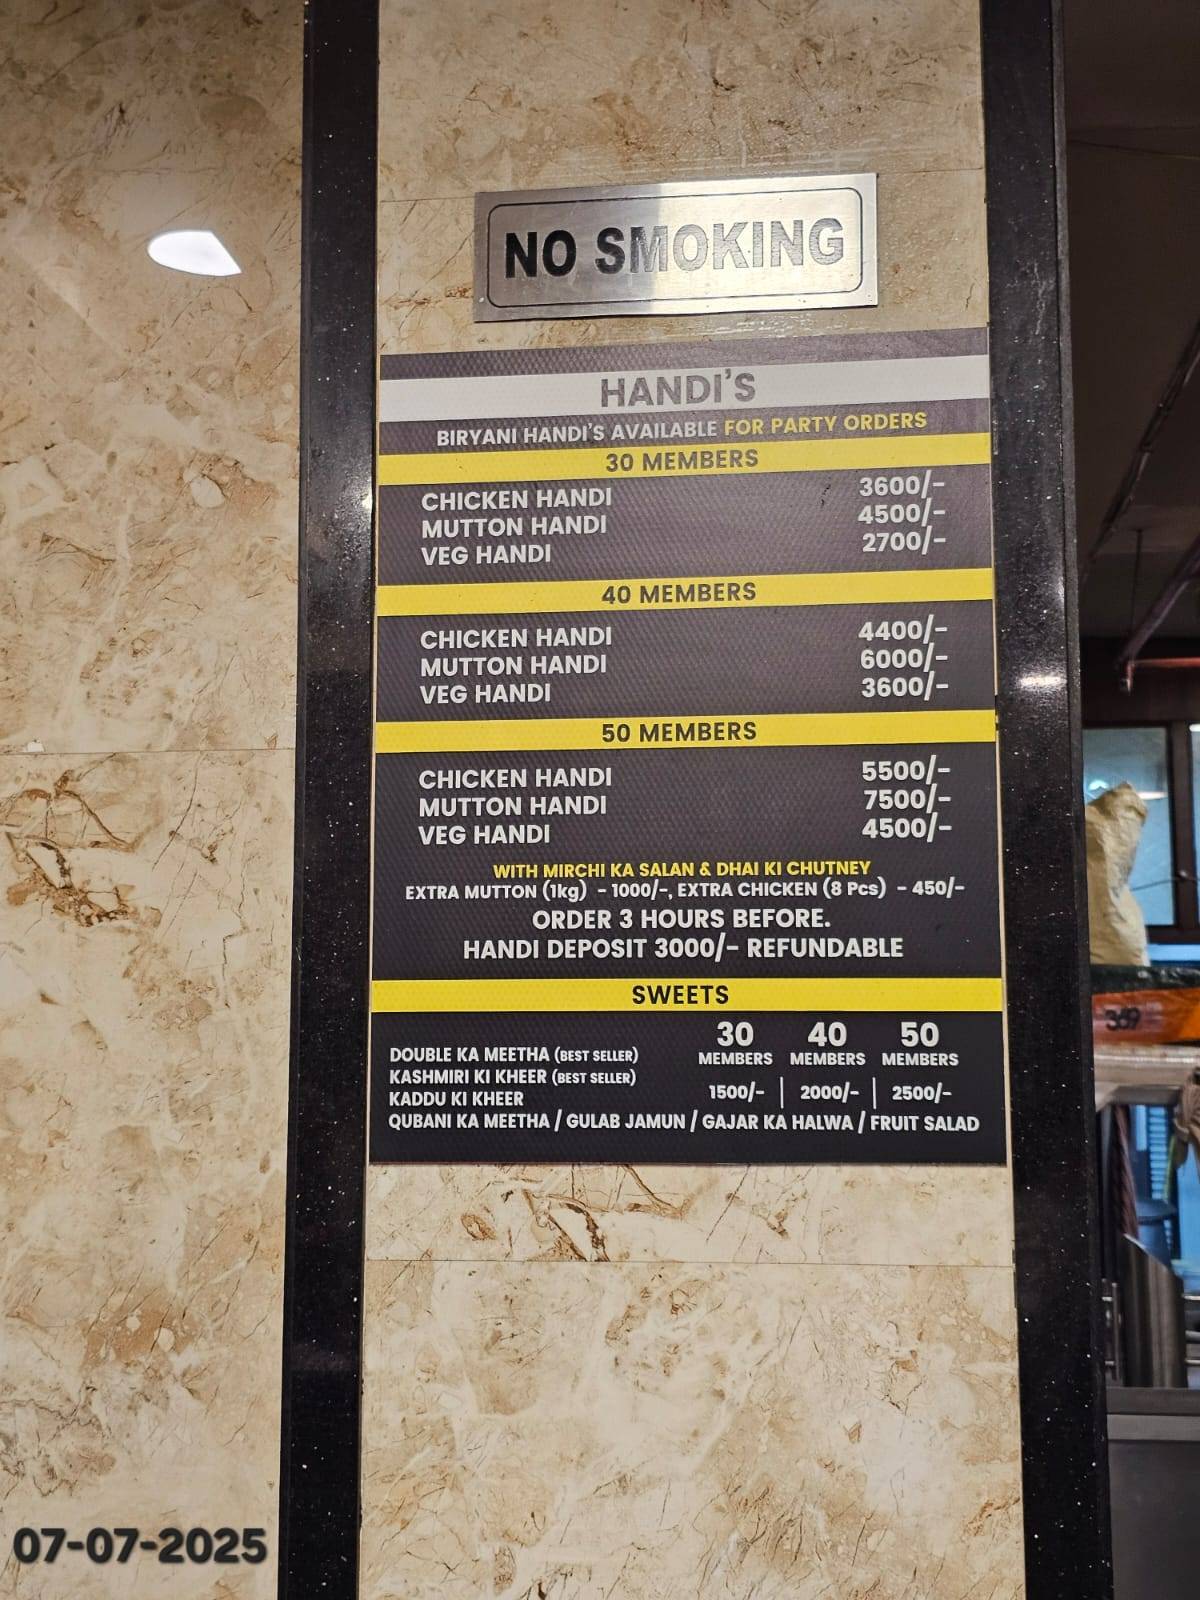 NO SMOKING
HANDI'S
BIRYANI HANDI'S AVAILABLE FOR PARTY ORDERS
30 MEMBERS
CHICKEN HANDI 3600/-
MUTTON HANDI 4500/-
VEG HANDI 2700/-
40 MEMBERS
CHICKEN HANDI 4400/-
MUTTON HANDI 6000/-
VEG HANDI 3600/-
50 MEMBERS
CHICKEN HANDI 5500/-
MUTTON HANDI 7500/-
VEG HANDI 4500/-
WITH MIRCHI KA SALAN & DHAI KI CHUTNEY
EXTRA MUTTON (1kg) - 1000/-, EXTRA CHICKEN (8 Pcs) - 450/-
ORDER 3 HOURS BEFORE.
HANDI DEPOSIT 3000/- REFUNDABLE
SWEETS
30 40 50
MEMBERS MEMBERS MEMBERS
DOUBLE KA MEETHA (BEST SELLER)
KASHMIRI KI KHEER (BEST SELLER)
1500/- | 2000/- | 2500/-
KADDU KI KHEER
QUBANI KA MEETHA / GULAB JAMUN / GAJAR KA HALWA / FRUIT SALAD
369
07-07-2025